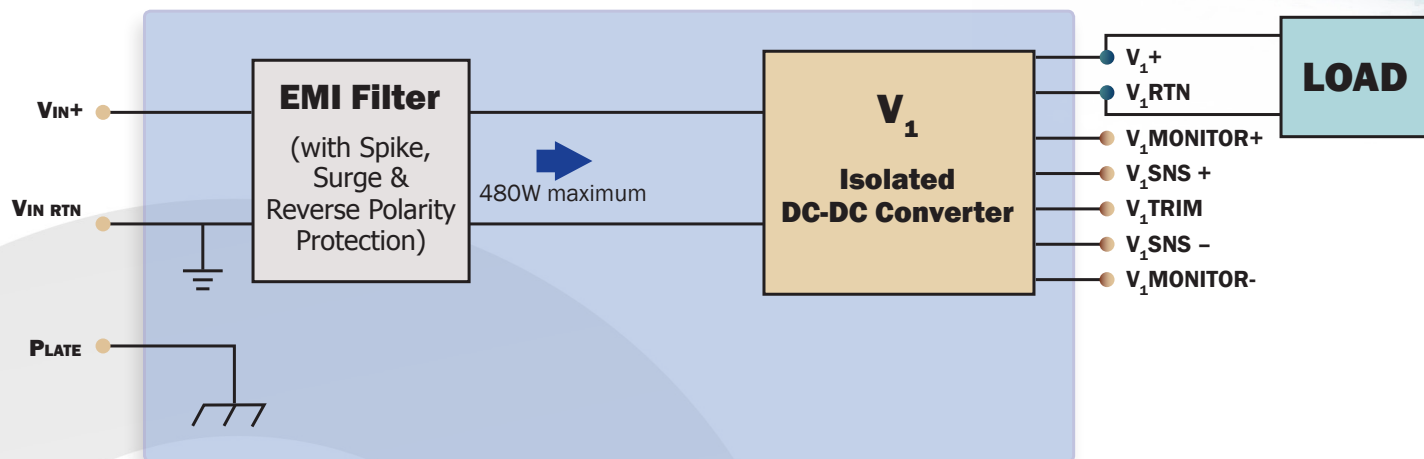 VIN+
VIN RTN
PLATE
EMI Filter
(with Spike,
Surge &
Reverse Polarity
Protection)
480W maximum
V1
Isolated
DC-DC Converter
V1+
V1RTN
V1MONITOR+
V1SNS +
V1TRIM
V1SNS –
V1MONITOR-
LOAD